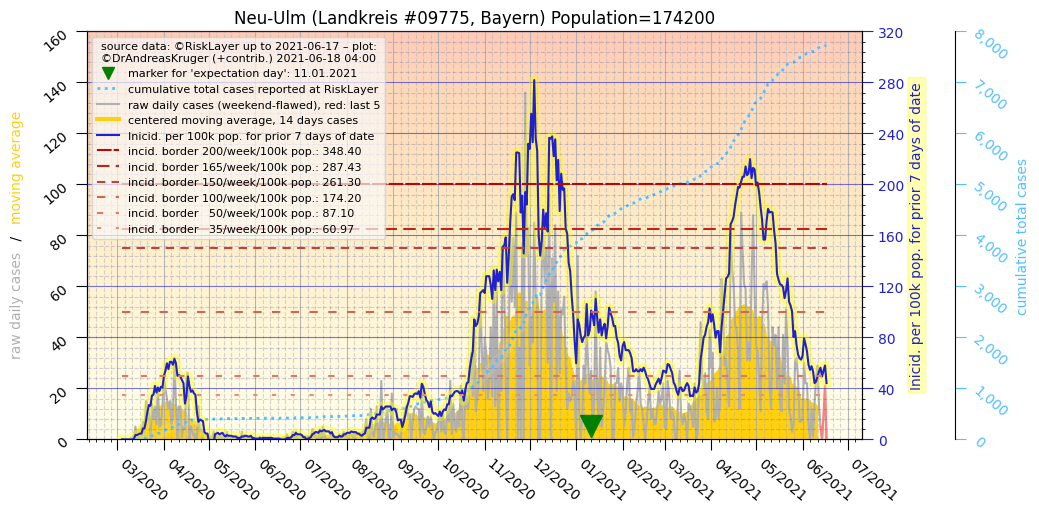 Neu-Ulm (Landkreis #09775, Bayern) Population=174200
source data: ©RiskLayer up to 2021-06-17 – plot:
©DrAndreasKruger (+contrib.) 2021-06-18 04:00
marker for 'expectation day': 11.01.2021
cumulative total cases reported at RiskLayer
raw daily cases (weekend-flawed), red: last 5
centered moving average, 14 days cases
Inicid. per 100k pop. for prior 7 days of date
incid. border 200/week/100k pop.: 348.40
incid. border 165/week/100k pop.: 287.43
incid. border 150/week/100k pop.: 261.30
incid. border 100/week/100k pop.: 174.20
incid. border   50/week/100k pop.: 87.10
incid. border   35/week/100k pop.: 60.97
raw daily cases / moving average
160
140
120
100
80
60
40
20
0
03/2020
04/2020
05/2020
06/2020
07/2020
08/2020
09/2020
10/2020
11/2020
12/2020
01/2021
02/2021
03/2021
04/2021
05/2021
06/2021
07/2021
320
280
240
200
160
120
80
40
0
Inicid. per 100k pop. for prior 7 days of date
8,000
7,000
6,000
5,000
4,000
3,000
2,000
1,000
0
cumulative total cases